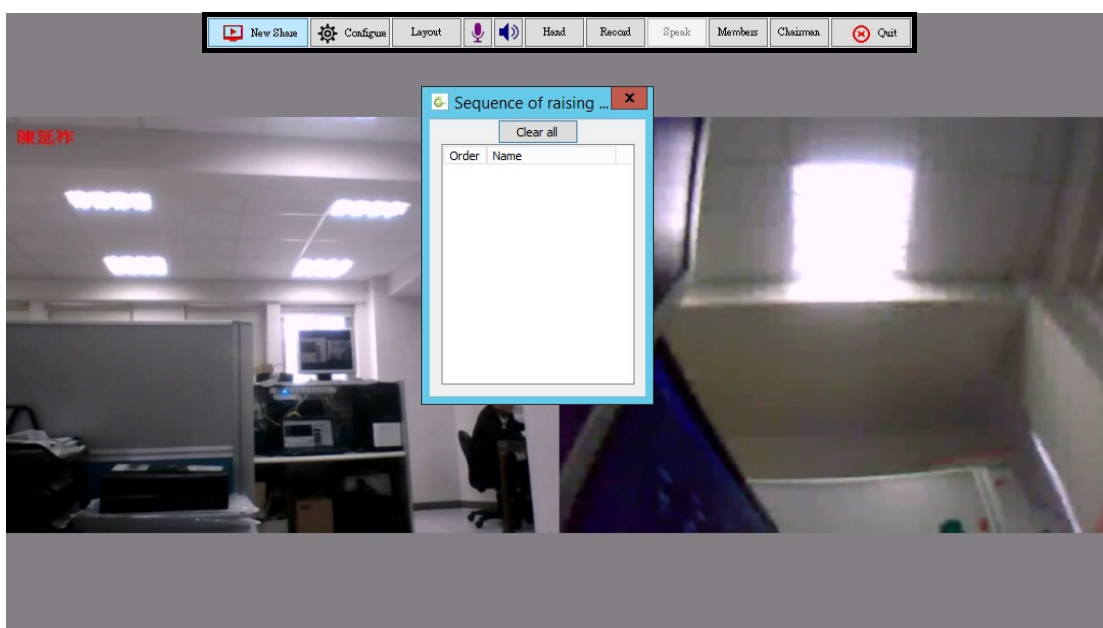 New Share Configue Layout Hand Record Speak Members Chairman Quit
Sequence of raising ... x
Clear all
Order Name
陳延祚